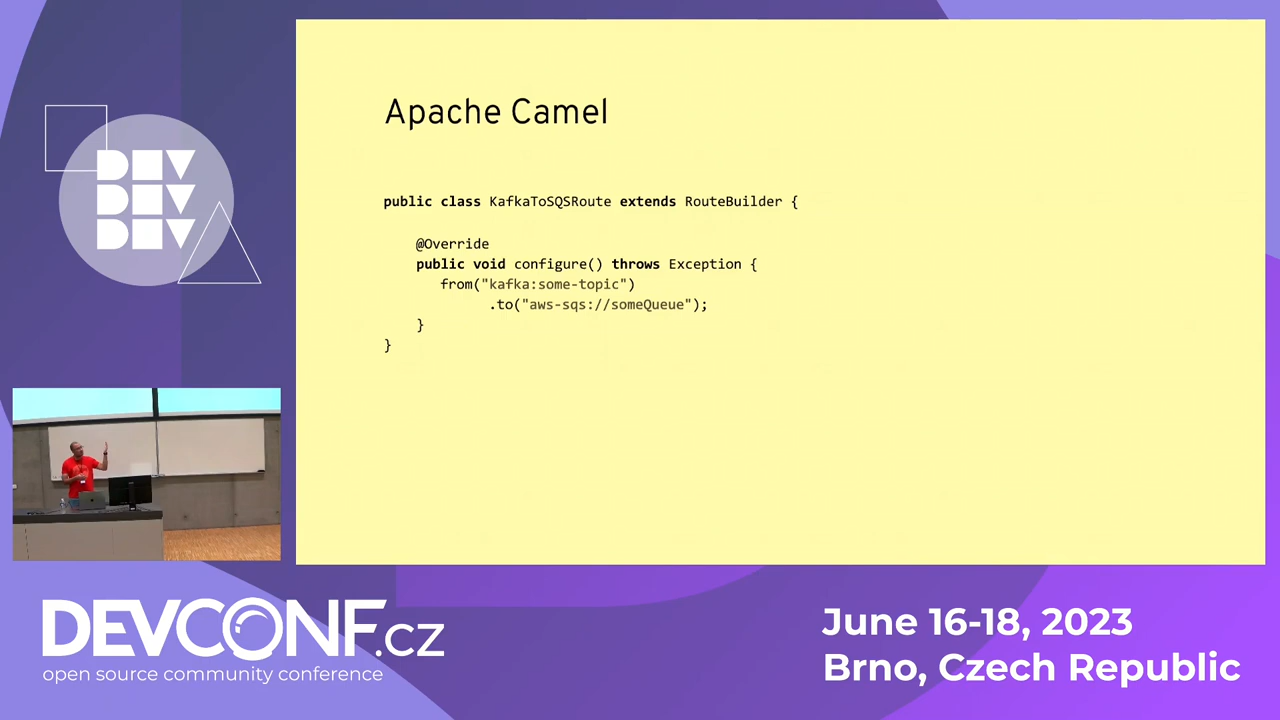 DEV
DEV
DEV
Apache Camel
public class KafkaToSQSRoute extends RouteBuilder {
@Override
public void configure() throws Exception {
from("kafka:some-topic")
.to("aws-sqs://someQueue");
}
}
DEVCONF.cz
open source community conference
June 16-18, 2023
Brno, Czech Republic